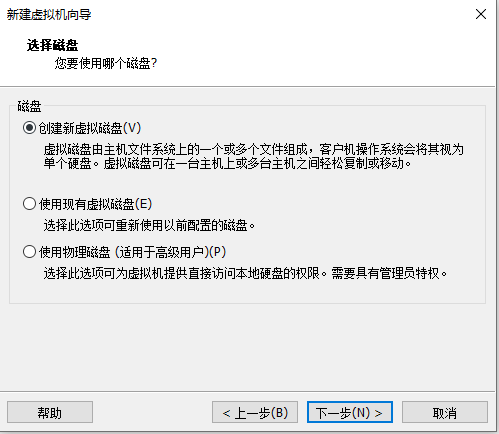 新建虚拟机向导
选择磁盘
您要使用哪个磁盘?
磁盘
创建新虚拟磁盘(V)
虚拟磁盘由主机文件系统上的一个或多个文件组成，客户机操作系统会将其视为
单个硬盘。虚拟磁盘可在一台主机上或多台主机之间轻松复制或移动。
使用现有虚拟磁盘(E)
选择此选项可重新使用以前配置的磁盘。
使用物理磁盘 (适用于高级用户)(P)
选择此选项可为虚拟机提供直接访问本地硬盘的权限。需要具有管理员特权。
帮助
< 上一步(B)
下一步(N) >
取消